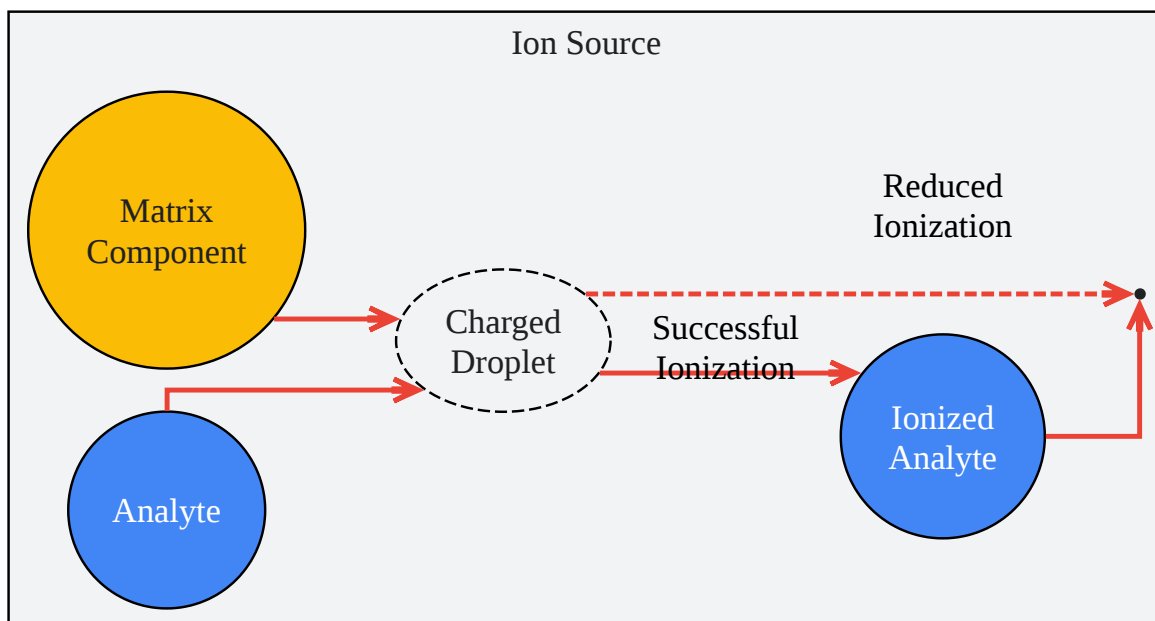 Ion Source
Matrix
Component
Reduced
Ionization
Charged
Droplet
Successful
Ionization
Ionized
Analyte
Analyte